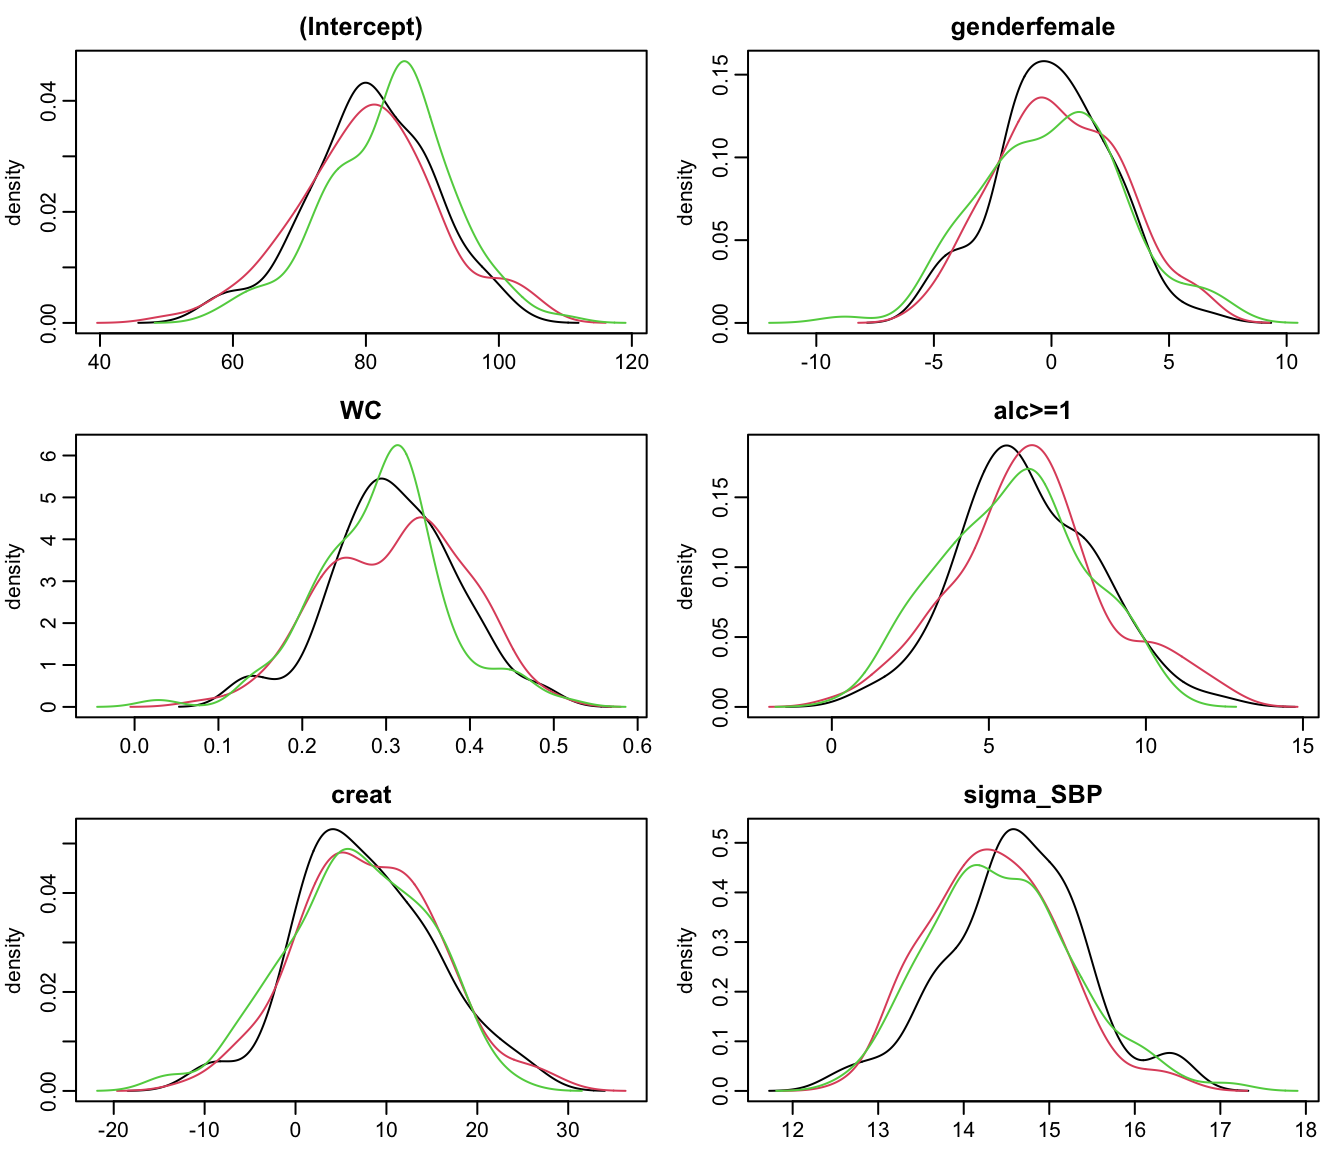 (Intercept)
density
0.00 0.02 0.04
40 60 80 100 120
genderfemale
density
0.00 0.05 0.10 0.15
-10 -5 0 5 10
WC
density
0 1 2 3 4 5 6
0.0 0.1 0.2 0.3 0.4 0.5 0.6
alc>=1
density
0.00 0.05 0.10 0.15
0 5 10 15
creat
density
0.00 0.02 0.04
-20 -10 0 10 20 30
sigma_SBP
density
0.0 0.1 0.2 0.3 0.4 0.5
12 13 14 15 16 17 18